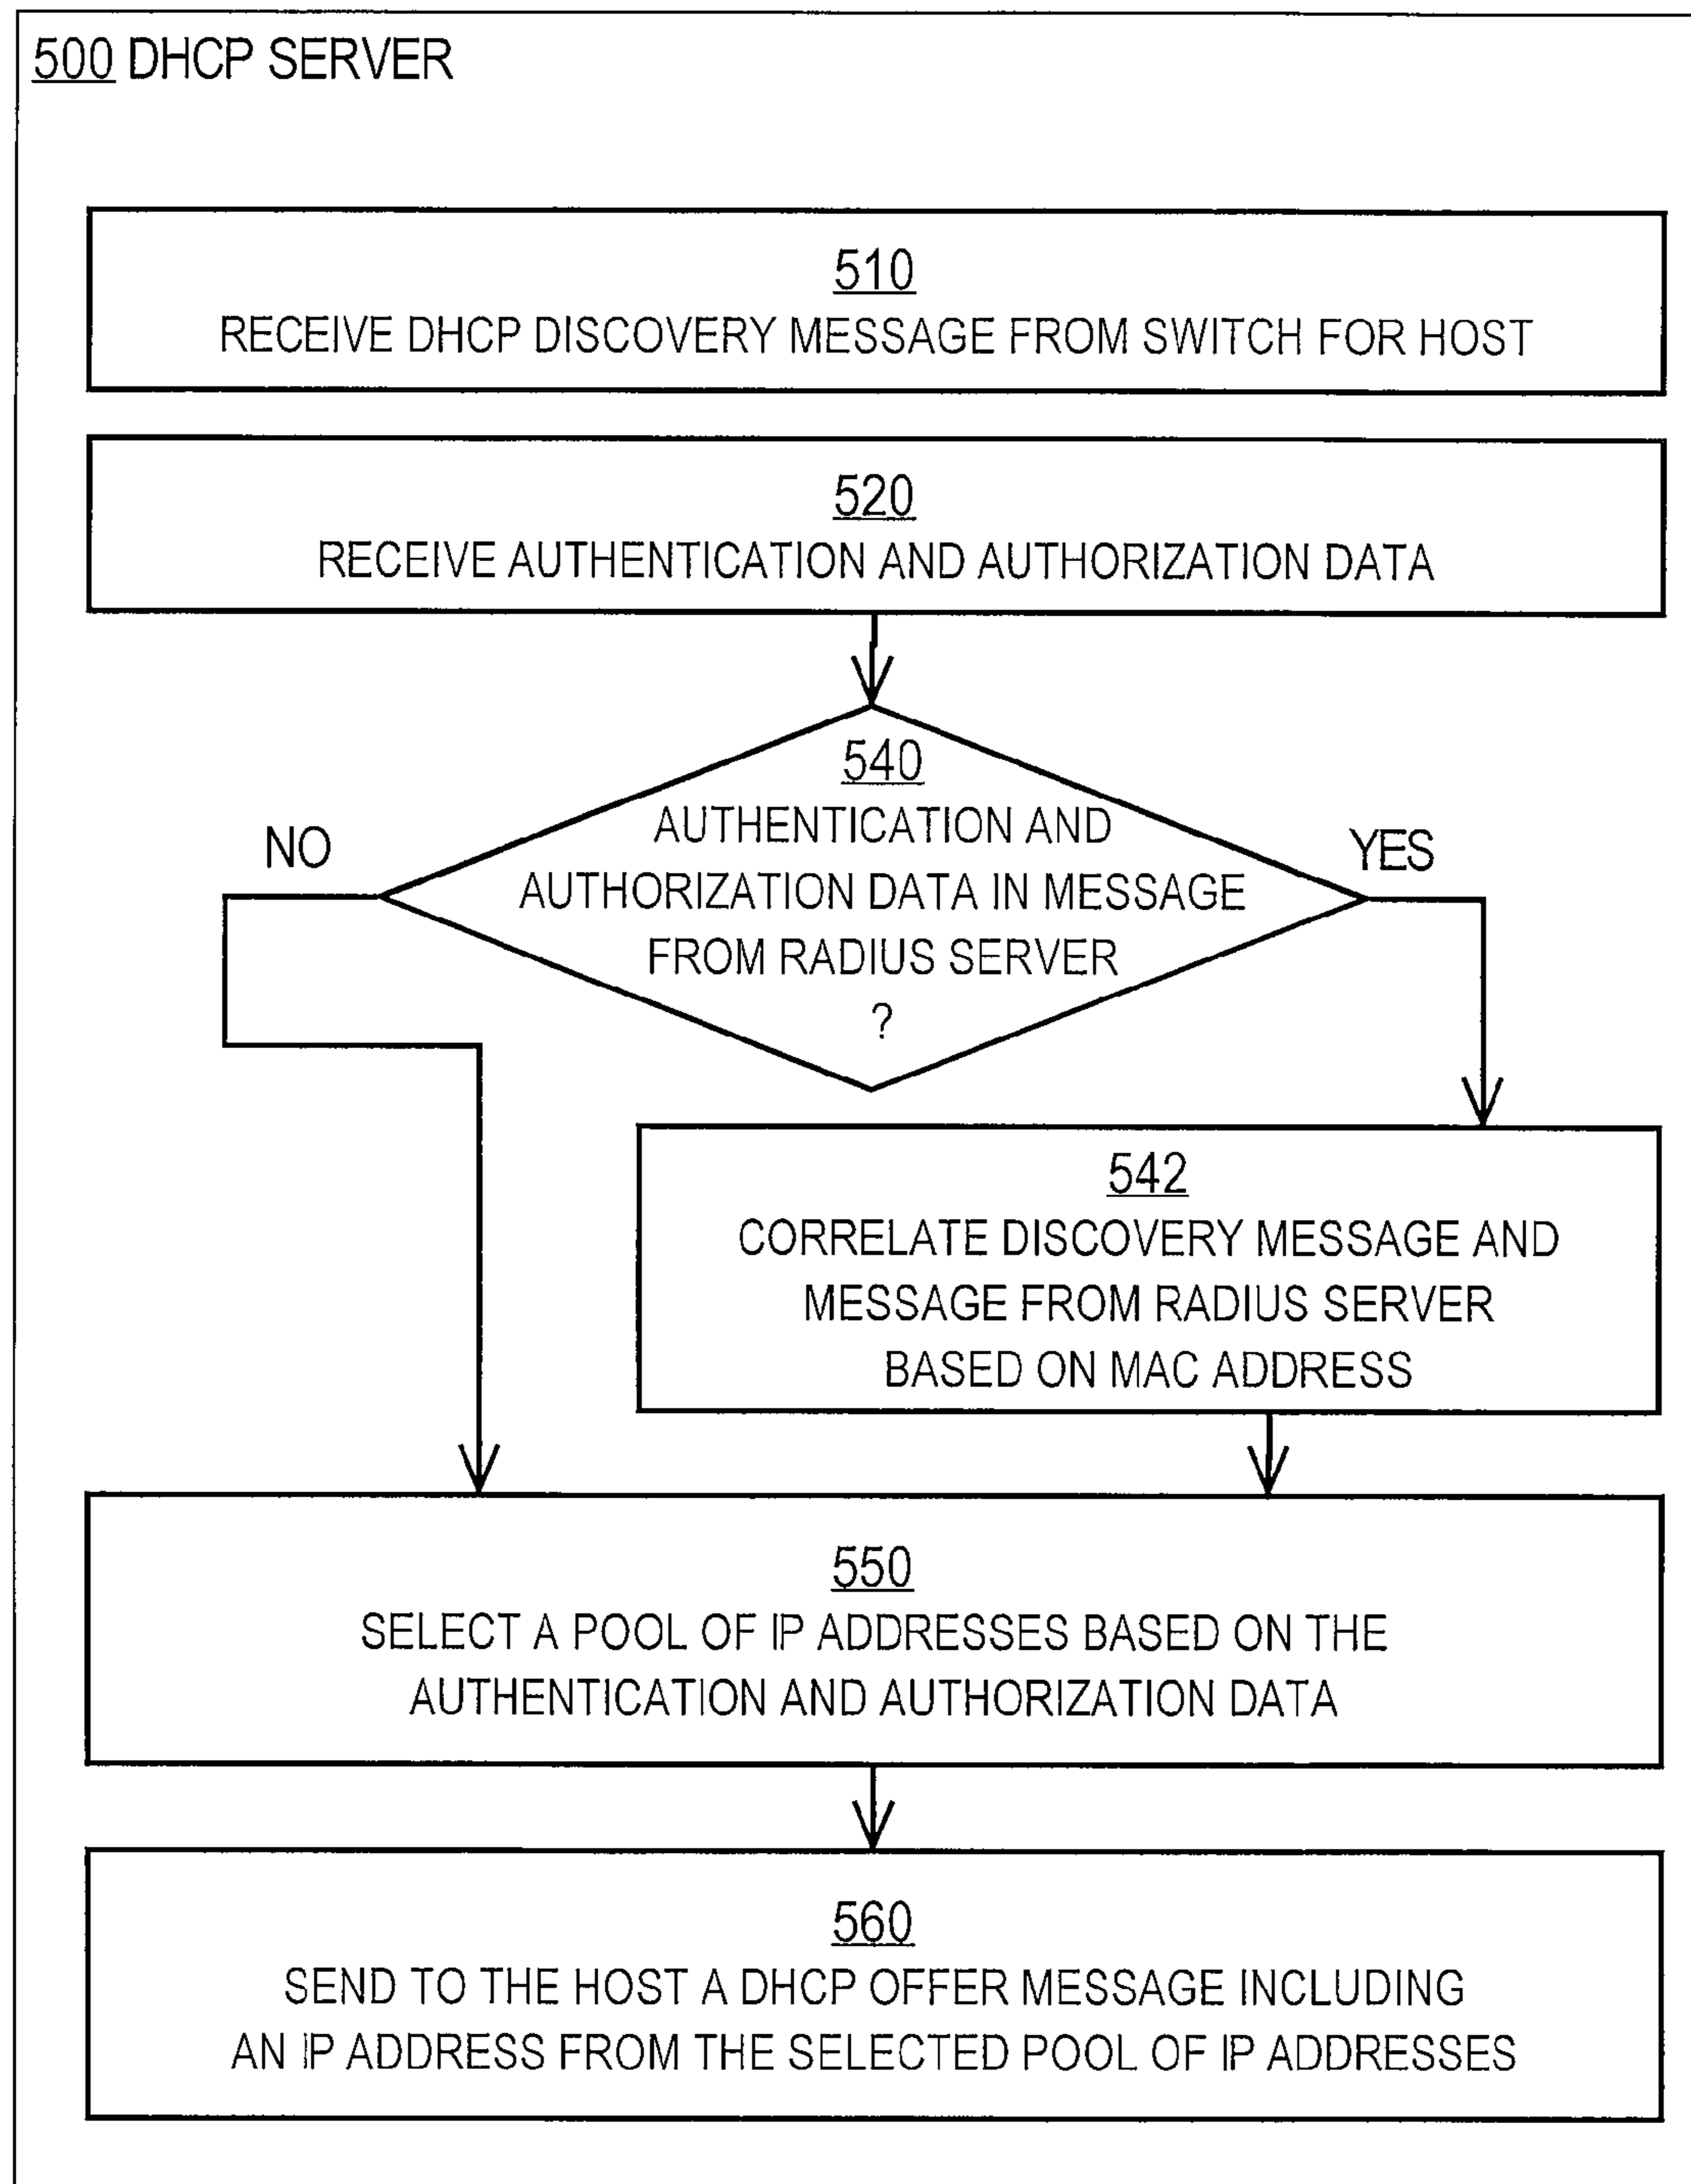 500 DHCP SERVER
510
RECEIVE DHCP DISCOVERY MESSAGE FROM SWITCH FOR HOST
520
RECEIVE AUTHENTICATION AND AUTHORIZATION DATA
540
AUTHENTICATION AND
AUTHORIZATION DATA IN MESSAGE
FROM RADIUS SERVER
?
NO
YES
542
CORRELATE DISCOVERY MESSAGE AND
MESSAGE FROM RADIUS SERVER
BASED ON MAC ADDRESS
550
SELECT A POOL OF IP ADDRESSES BASED ON THE
AUTHENTICATION AND AUTHORIZATION DATA
560
SEND TO THE HOST A DHCP OFFER MESSAGE INCLUDING
AN IP ADDRESS FROM THE SELECTED POOL OF IP ADDRESSES